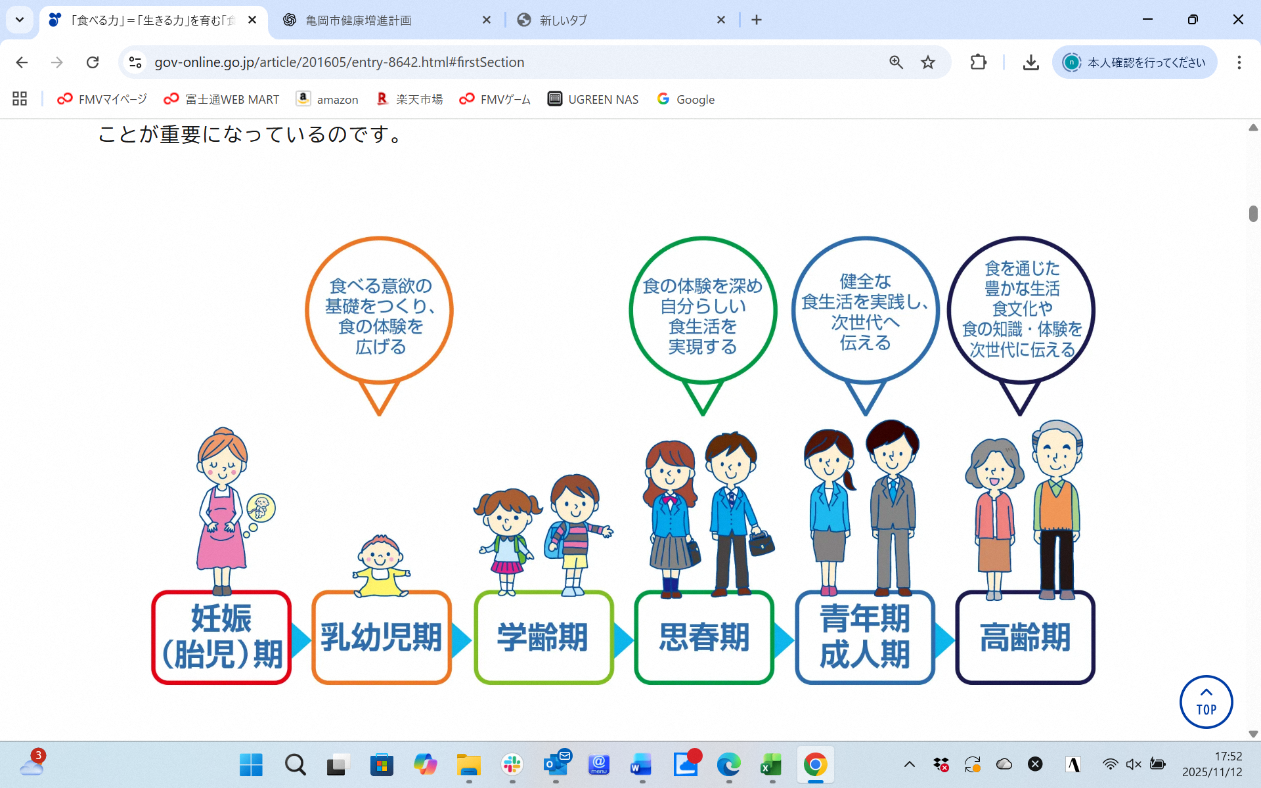 「食べる力」＝「生きる力」を育む「食
亀岡市健康増進計画
新しいタブ
gov-online.go.jp/article/201605/entry-8642.html#firstSection
本人確認を行ってください
FMVマイページ
富士通WEB MART
amazon
楽天市場
FMVゲーム
UGREEN NAS
Google
ことが重要になっているのです。
食べる意欲の
基礎をつくり、
食の体験を
広げる
食の体験を深め
自分らしい
食生活を
実現する
健全な
食生活を実践し、
次世代へ
伝える
食を通じた
豊かな生活
食文化や
食の知識・体験を
次世代に伝える
妊娠
（胎児）期
乳幼児期
学齢期
思春期
青年期
成人期
高齢期
TOP
3
@
menu
17:52
2025/11/12